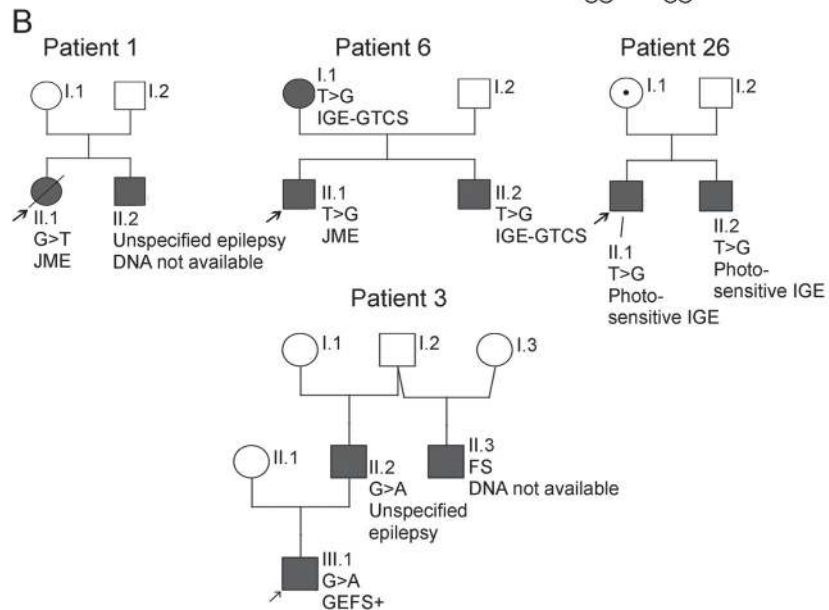 B
Patient 1
I.1
I.2
II.1
G>T
JME
II.2
Unspecified epilepsy
DNA not available
Patient 6
I.1
T>G
IGE-GTCS
I.2
II.1
T>G
JME
II.2
T>G
IGE-GTCS
Patient 26
I.1
I.2
II.1
T>G
Photo-
sensitive IGE
II.2
T>G
Photo-
sensitive IGE
Patient 3
I.1
I.2
I.3
II.1
II.2
G>A
Unspecified
epilepsy
II.3
FS
DNA not available
III.1
G>A
GEFS+